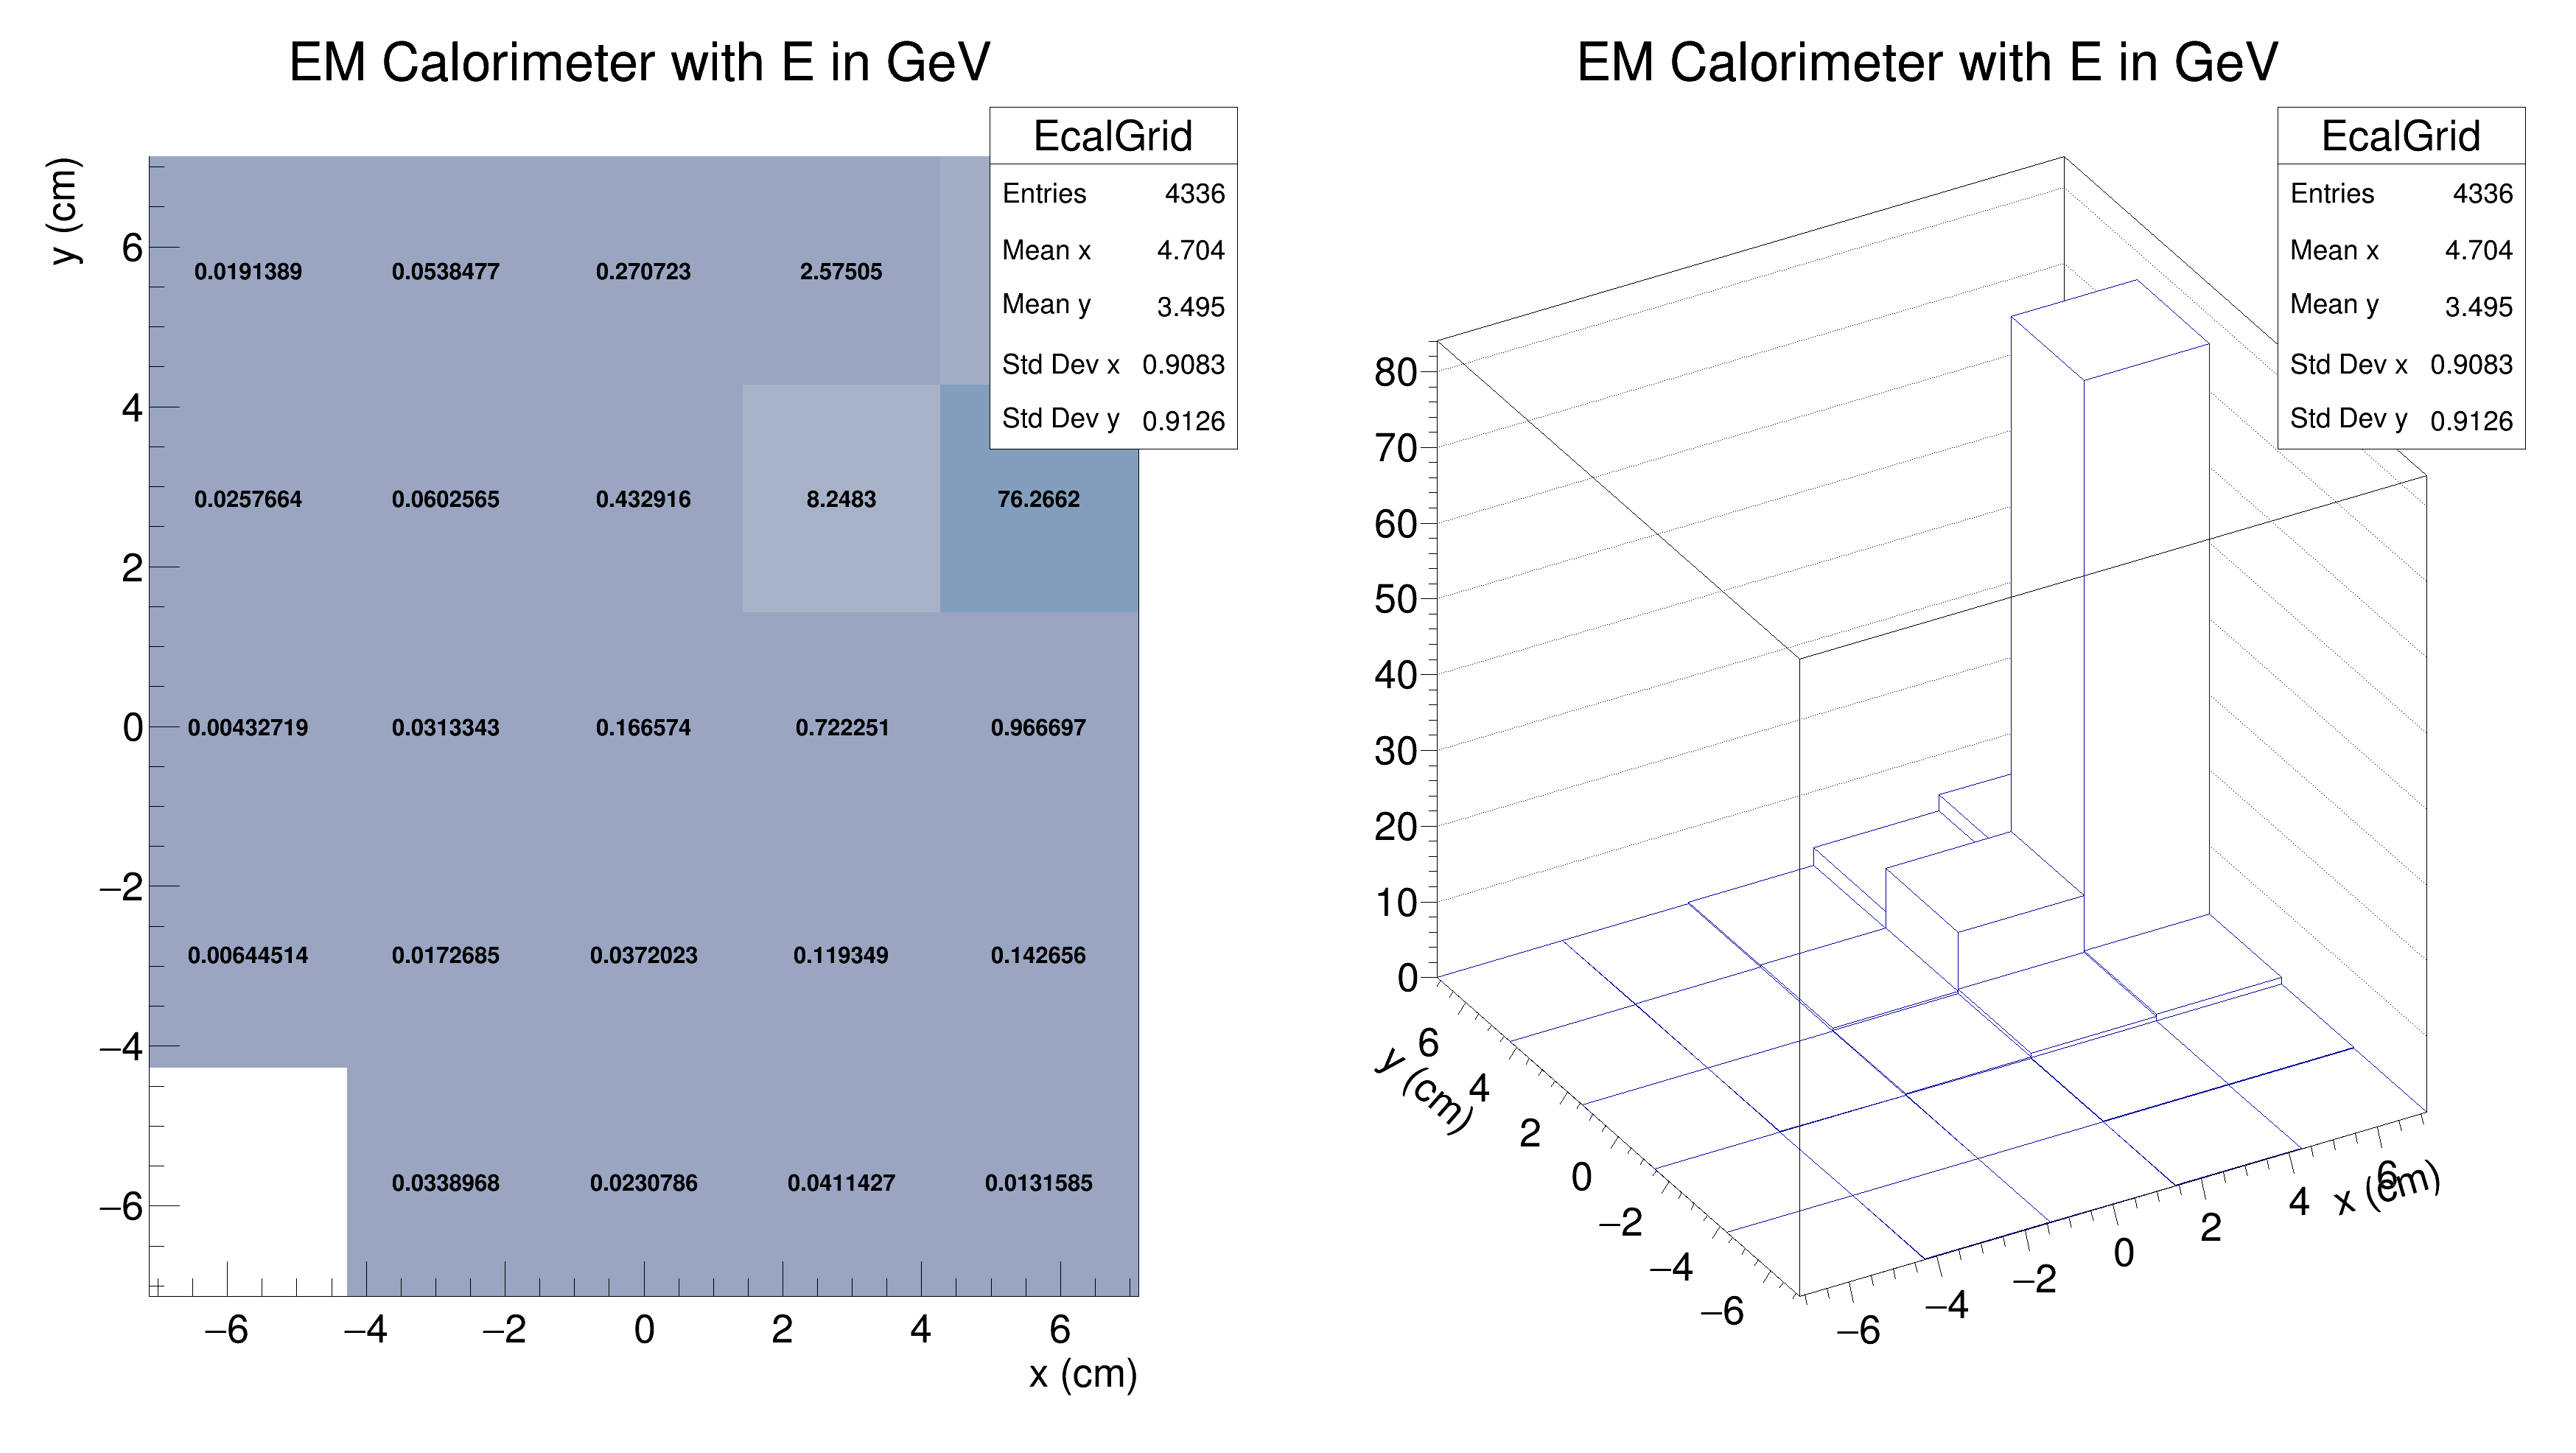 EM Calorimeter with E in GeV
EcalGrid
Entries 4336
Mean x 4.704
Mean y 3.495
Std Dev x 0.9083
Std Dev y 0.9126
y (cm)
6
4
2
0
−2
−4
−6
0.0191389 0.0538477 0.270723 2.57505
0.0257664 0.0602565 0.432916 8.2483 76.2662
0.00432719 0.0313343 0.166574 0.722251 0.966697
0.00644514 0.0172685 0.0372023 0.119349 0.142656
0.0338968 0.0230786 0.0411427 0.0131585
−6 −4 −2 0 2 4 6
x (cm)
EM Calorimeter with E in GeV
EcalGrid
Entries 4336
Mean x 4.704
Mean y 3.495
Std Dev x 0.9083
Std Dev y 0.9126
80
70
60
50
40
30
20
10
0
6
4
2
0
−2
−4
−6
y (cm)
−6
−4
−2
0
2
4
6
x (cm)